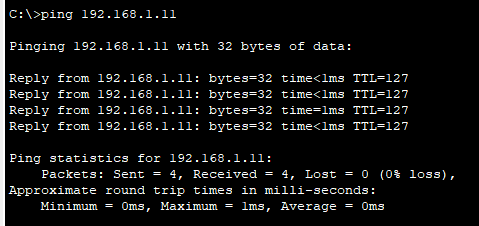 C:\>ping 192.168.1.11
Pinging 192.168.1.11 with 32 bytes of data:
Reply from 192.168.1.11: bytes=32 time<1ms TTL=127
Reply from 192.168.1.11: bytes=32 time<1ms TTL=127
Reply from 192.168.1.11: bytes=32 time=1ms TTL=127
Reply from 192.168.1.11: bytes=32 time<1ms TTL=127
Ping statistics for 192.168.1.11:
    Packets: Sent = 4, Received = 4, Lost = 0 (0% loss),
Approximate round trip times in milli-seconds:
    Minimum = 0ms, Maximum = 1ms, Average = 0ms